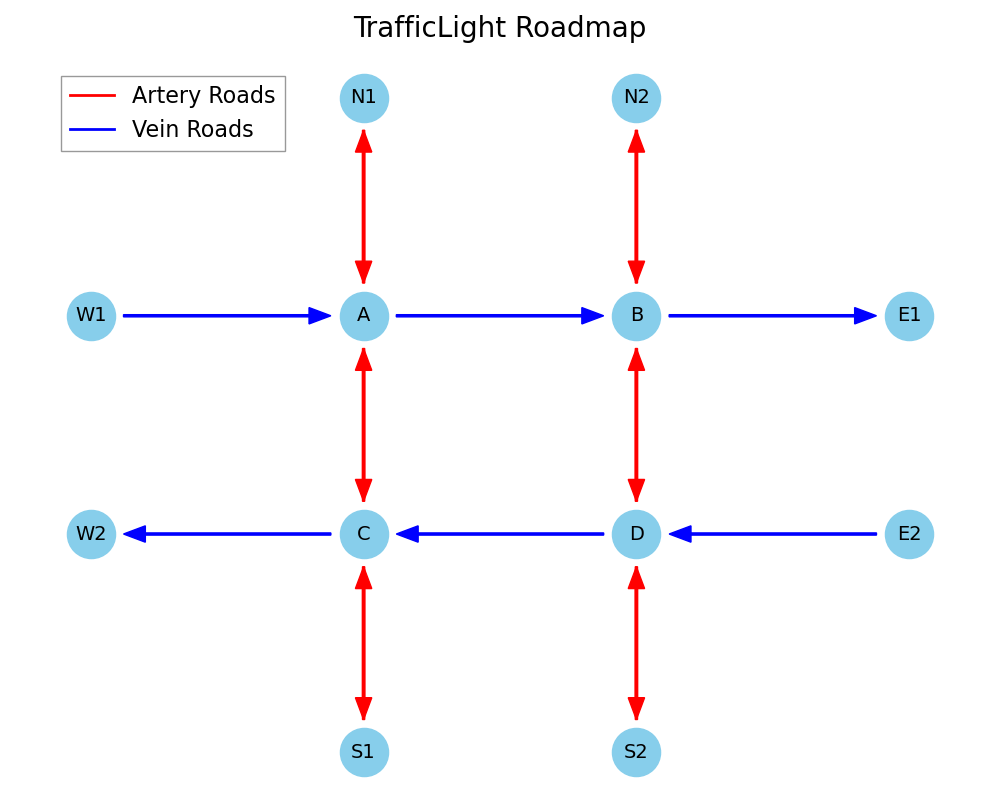 TrafficLight Roadmap
Artery Roads
Vein Roads
N1
N2
W1
A
B
E1
W2
C
D
E2
S1
S2